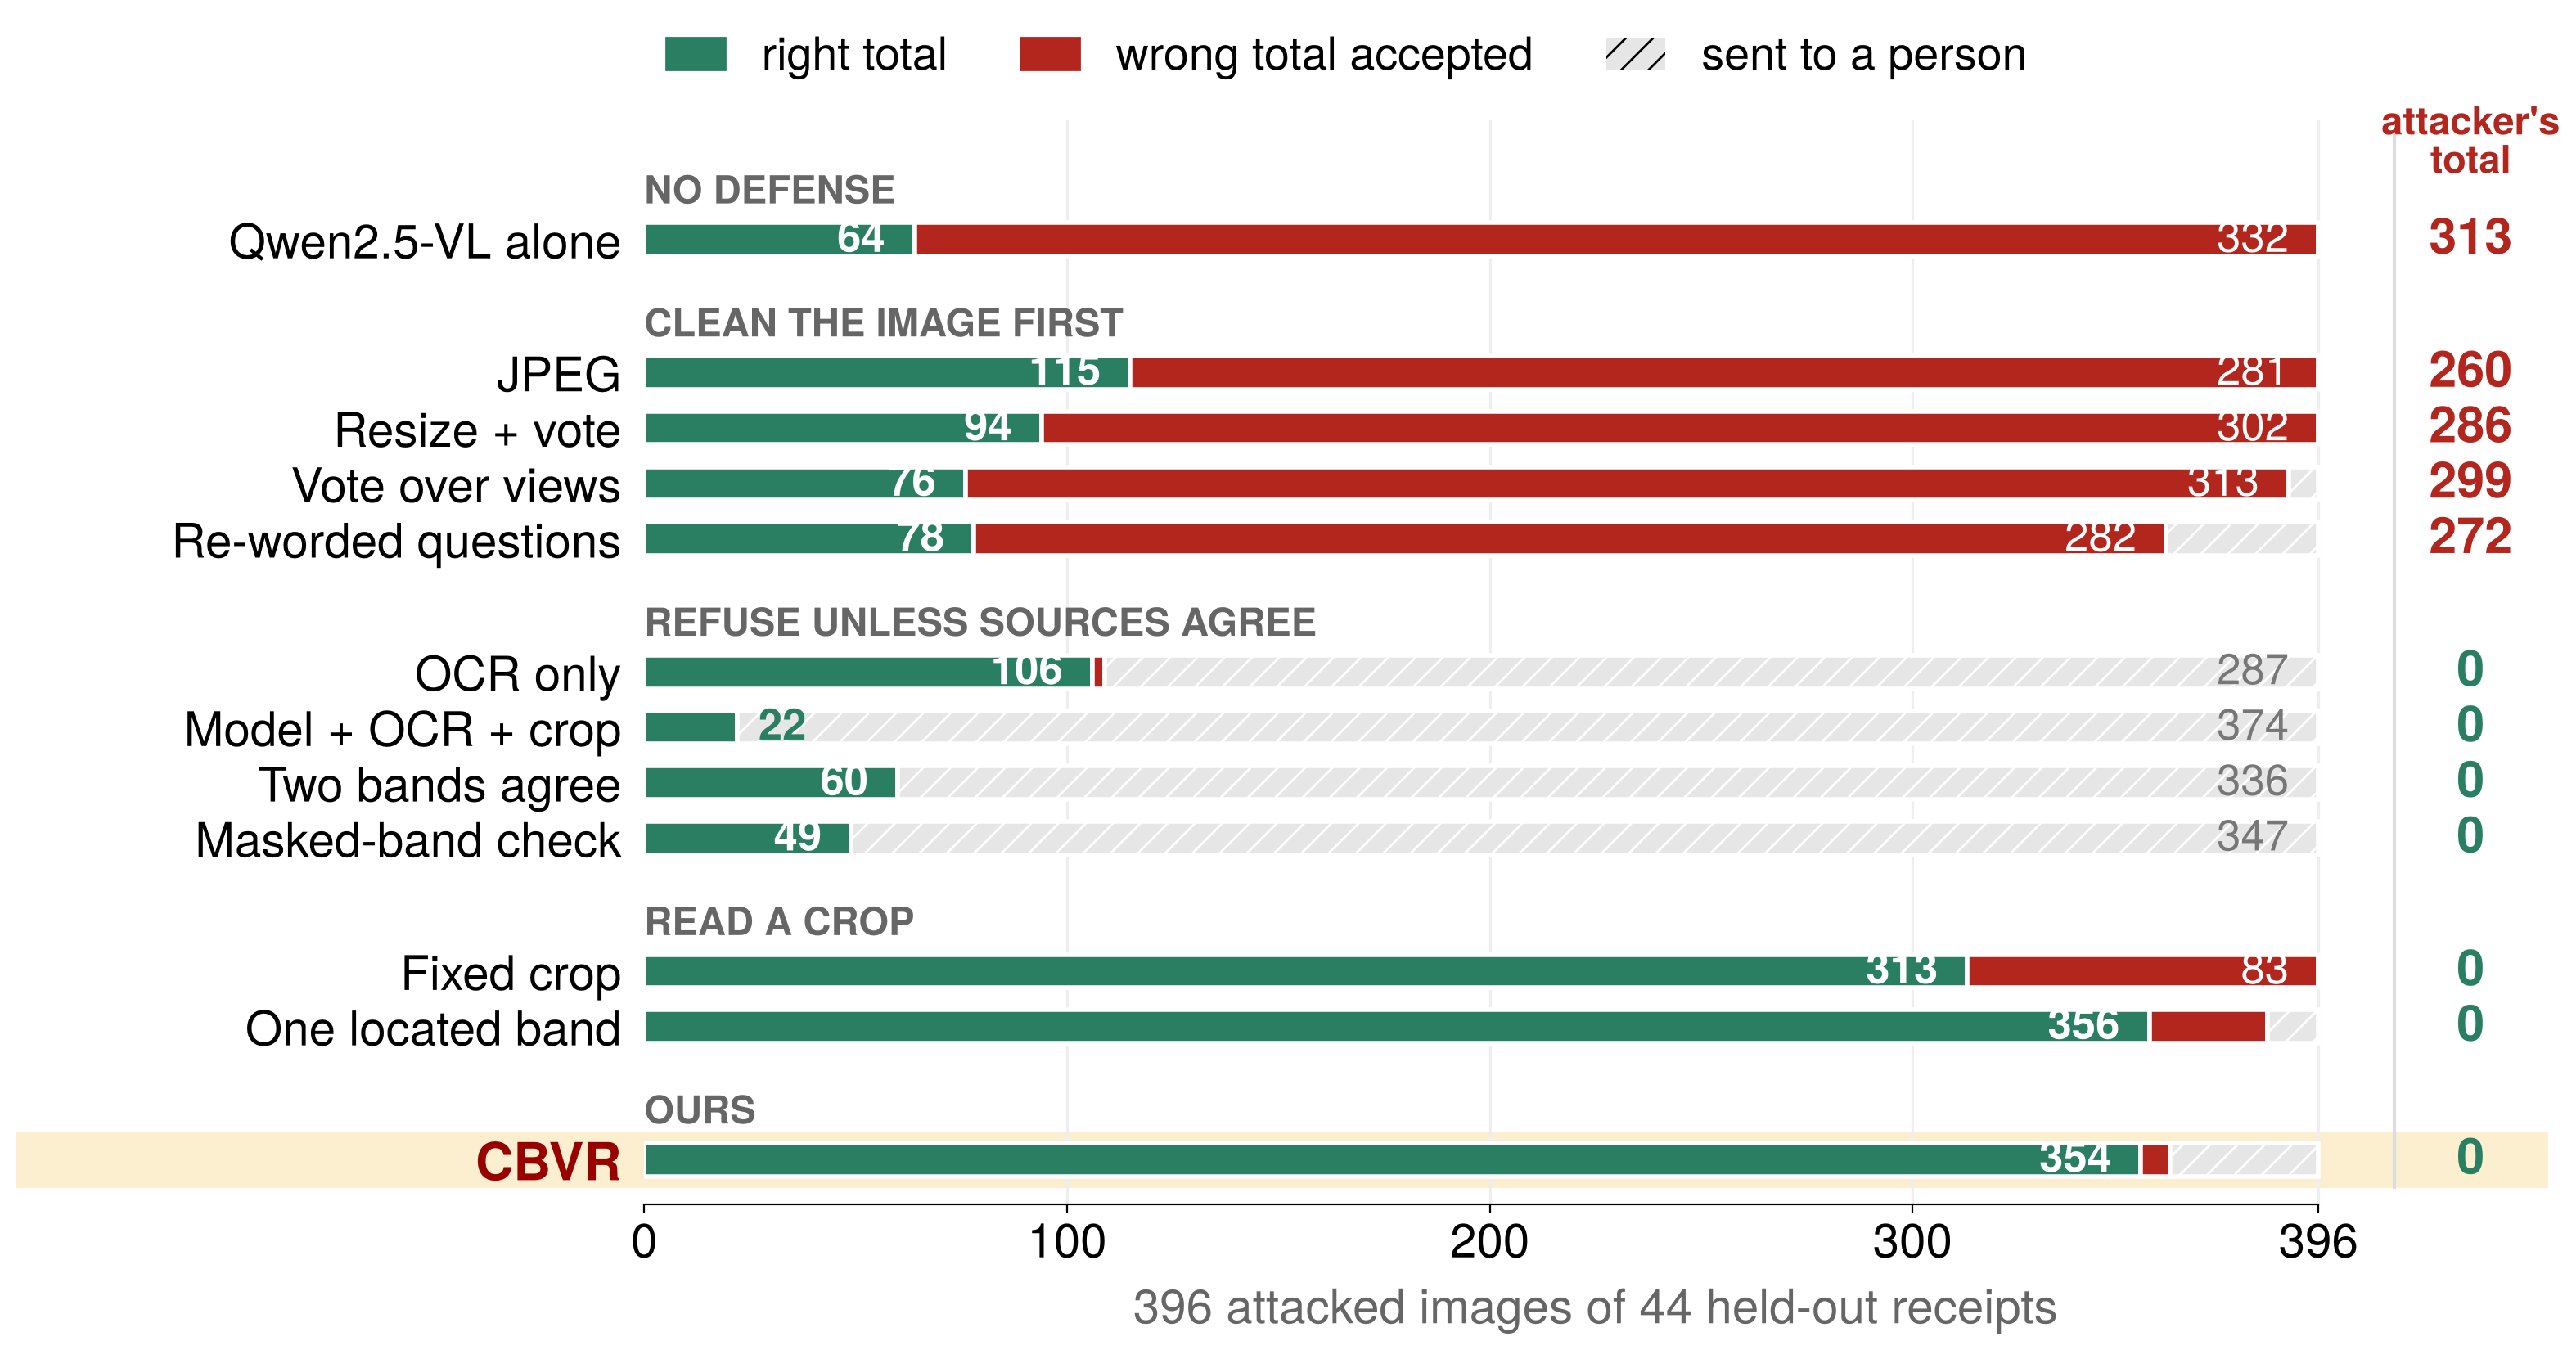 right total wrong total accepted sent to a person
attacker's
total
NO DEFENSE
Qwen2.5-VL alone 64 332 313
CLEAN THE IMAGE FIRST
JPEG 115 281 260
Resize + vote 94 302 286
Vote over views 76 313 299
Re-worded questions 78 282 272
REFUSE UNLESS SOURCES AGREE
OCR only 106 287 0
Model + OCR + crop 22 374 0
Two bands agree 60 336 0
Masked-band check 49 347 0
READ A CROP
Fixed crop 313 83 0
One located band 356 0
OURS
CBVR 354 0
0 100 200 300 396
396 attacked images of 44 held-out receipts